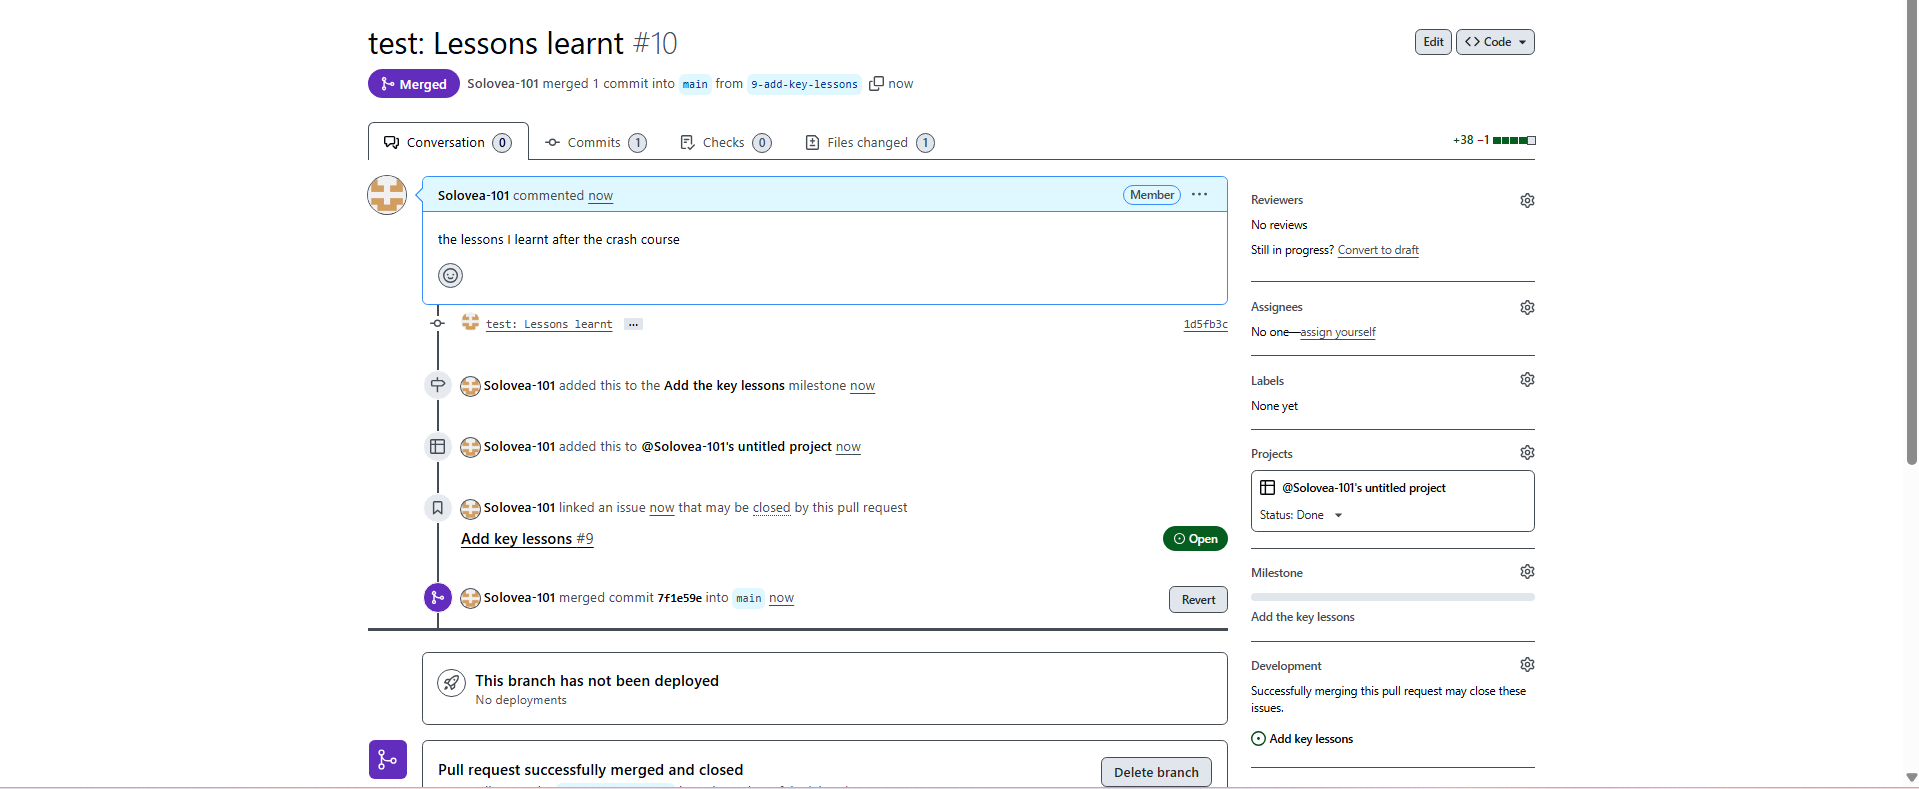 test: Lessons learnt #10
Edit
<> Code
Merged
Solovea-101 merged 1 commit into main from 9-add-key-lessons now
Conversation 0
Commits 1
Checks 0
Files changed 1
+38 −1
Solovea-101 commented now
Member
the lessons I learnt after the crash course
test: Lessons learnt ...
1d5fb3c
Solovea-101 added this to the Add the key lessons milestone now
Solovea-101 added this to @Solovea-101's untitled project now
Solovea-101 linked an issue now that may be closed by this pull request
Add key lessons #9
Open
Solovea-101 merged commit 7f1e59e into main now
Revert
This branch has not been deployed
No deployments
Pull request successfully merged and closed
Delete branch
Reviewers
No reviews
Still in progress? Convert to draft
Assignees
No one—assign yourself
Labels
None yet
Projects
@Solovea-101's untitled project
Status: Done
Milestone
Add the key lessons
Development
Successfully merging this pull request may close these
issues.
Add key lessons